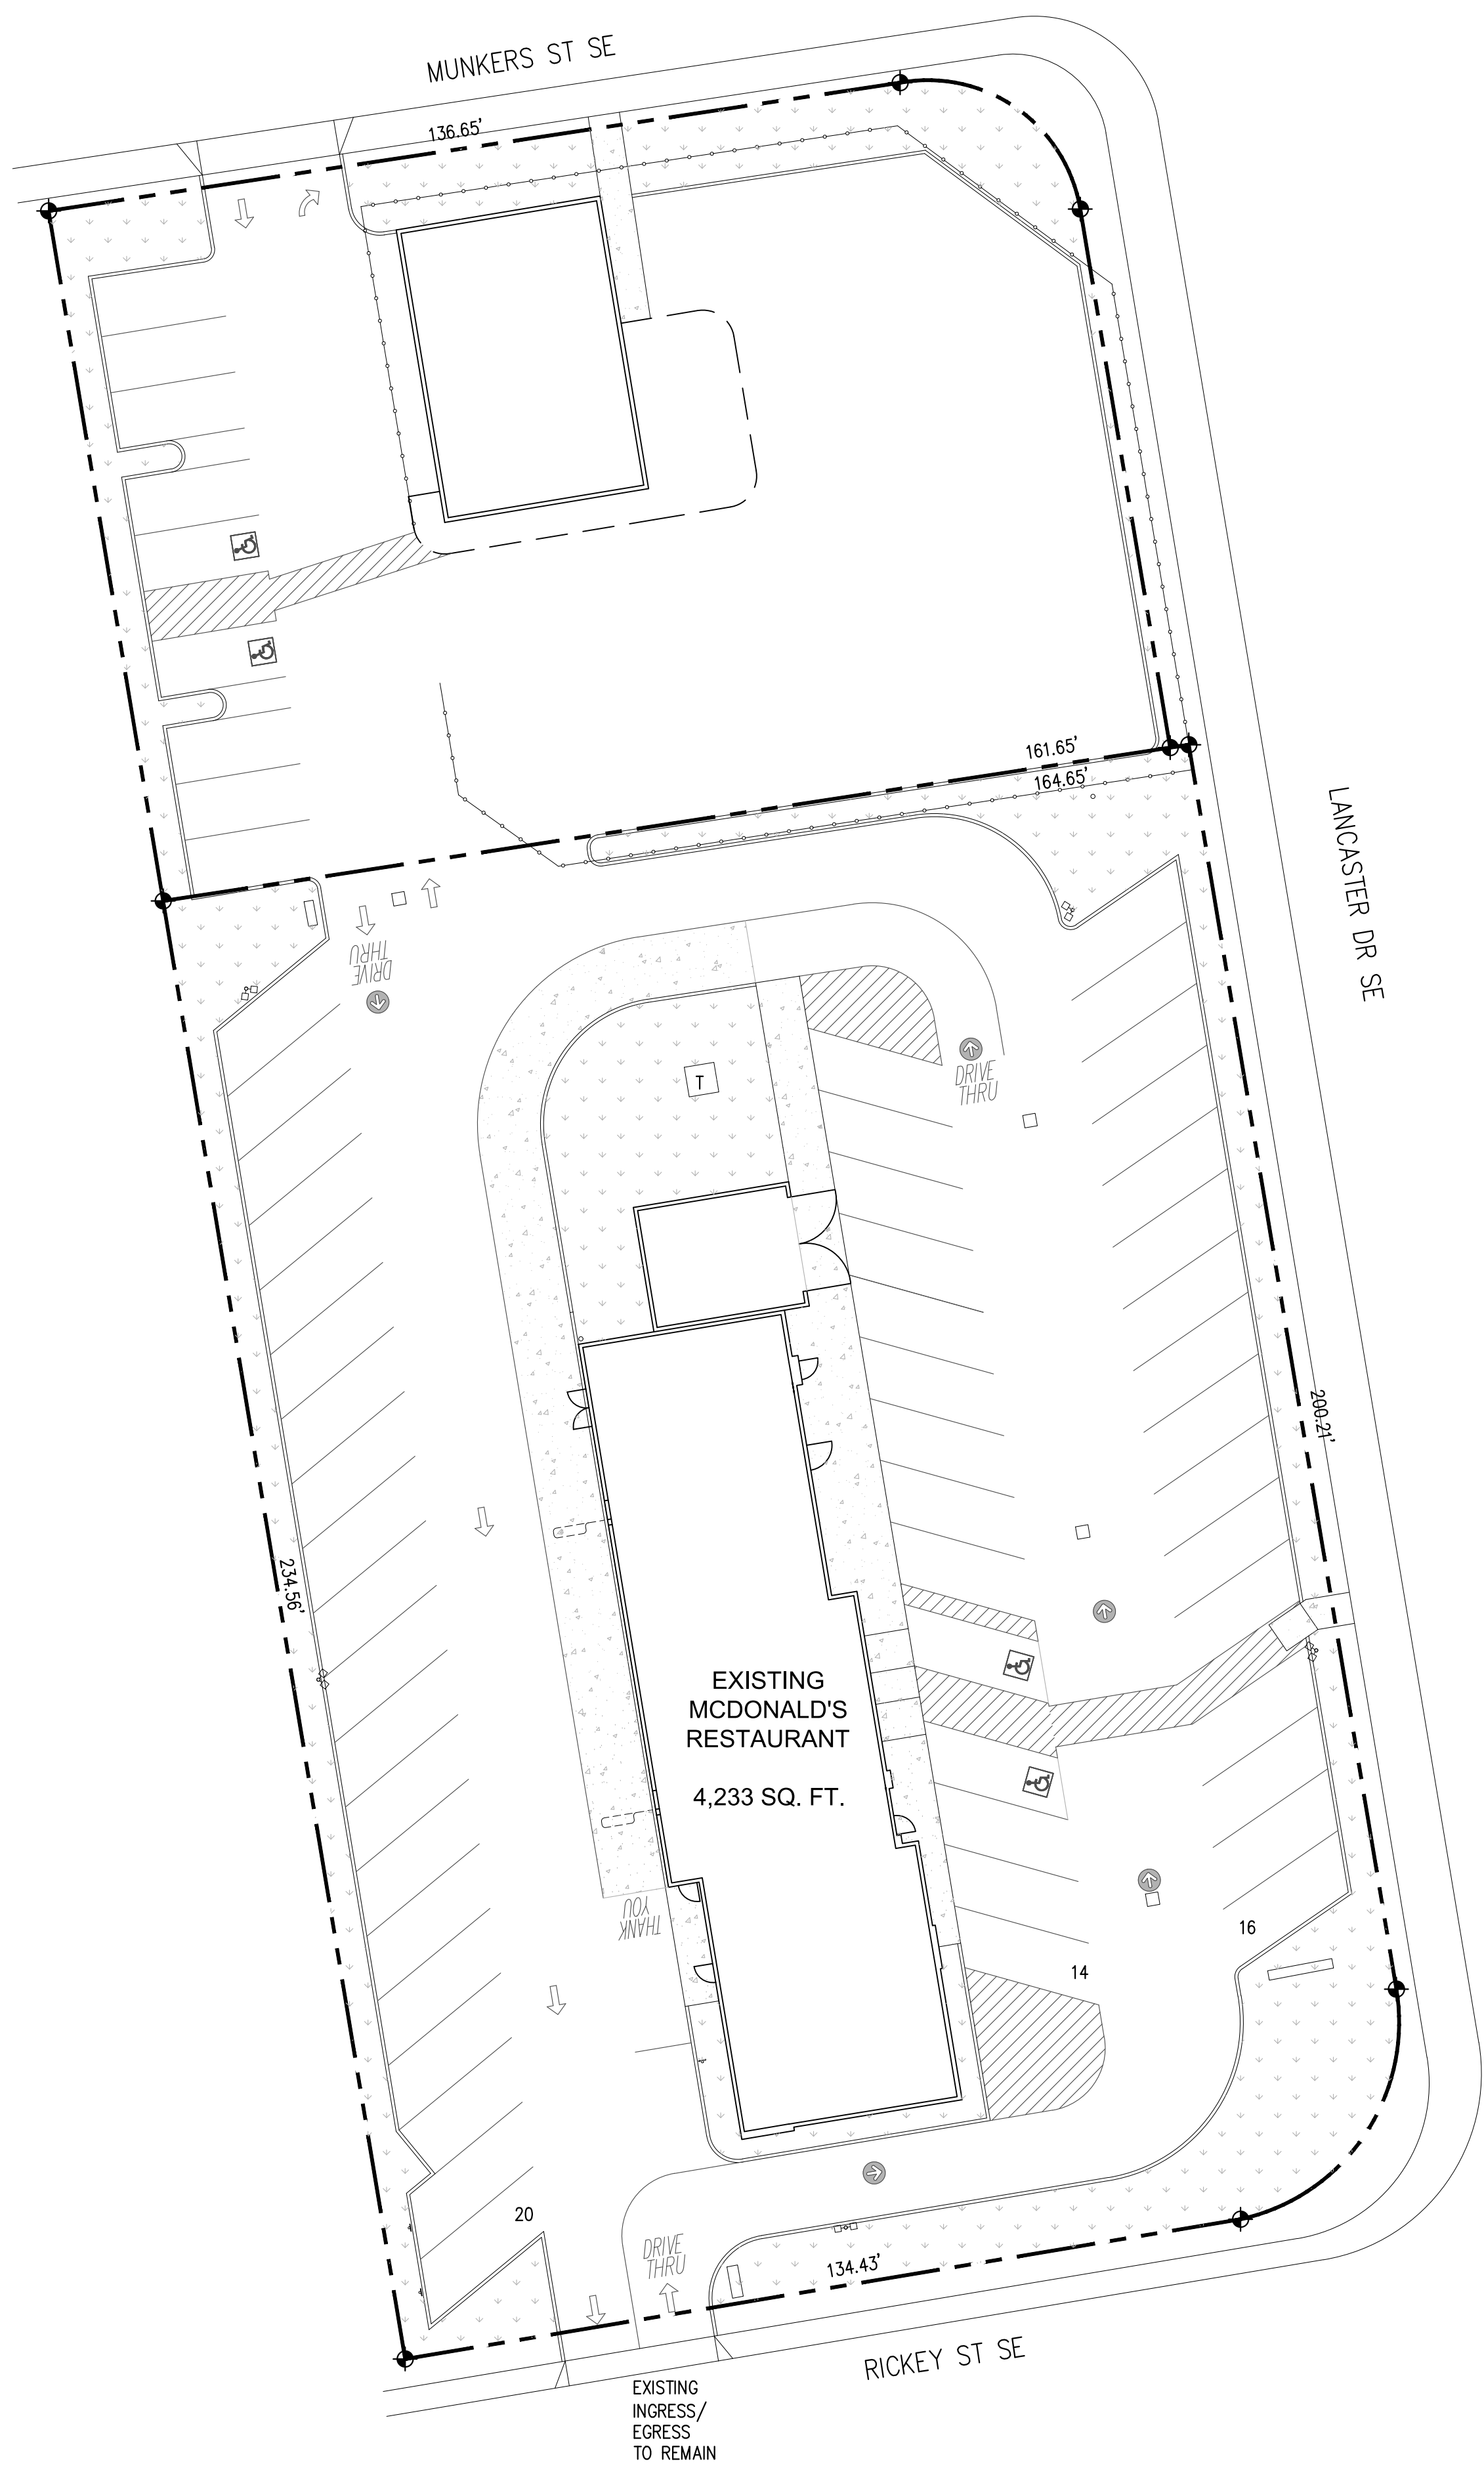 MUNKERS ST SE
136.65'
161.65'
164.65'
LANCASTER DR SE
DRIVE
THRU
DRIVE
THRU
T
200.21'
234.56'
EXISTING
MCDONALD'S
RESTAURANT
4,233 SQ. FT.
THANK
YOU
16
14
20
DRIVE
THRU
134.43'
RICKEY ST SE
EXISTING
INGRESS/
EGRESS
TO REMAIN